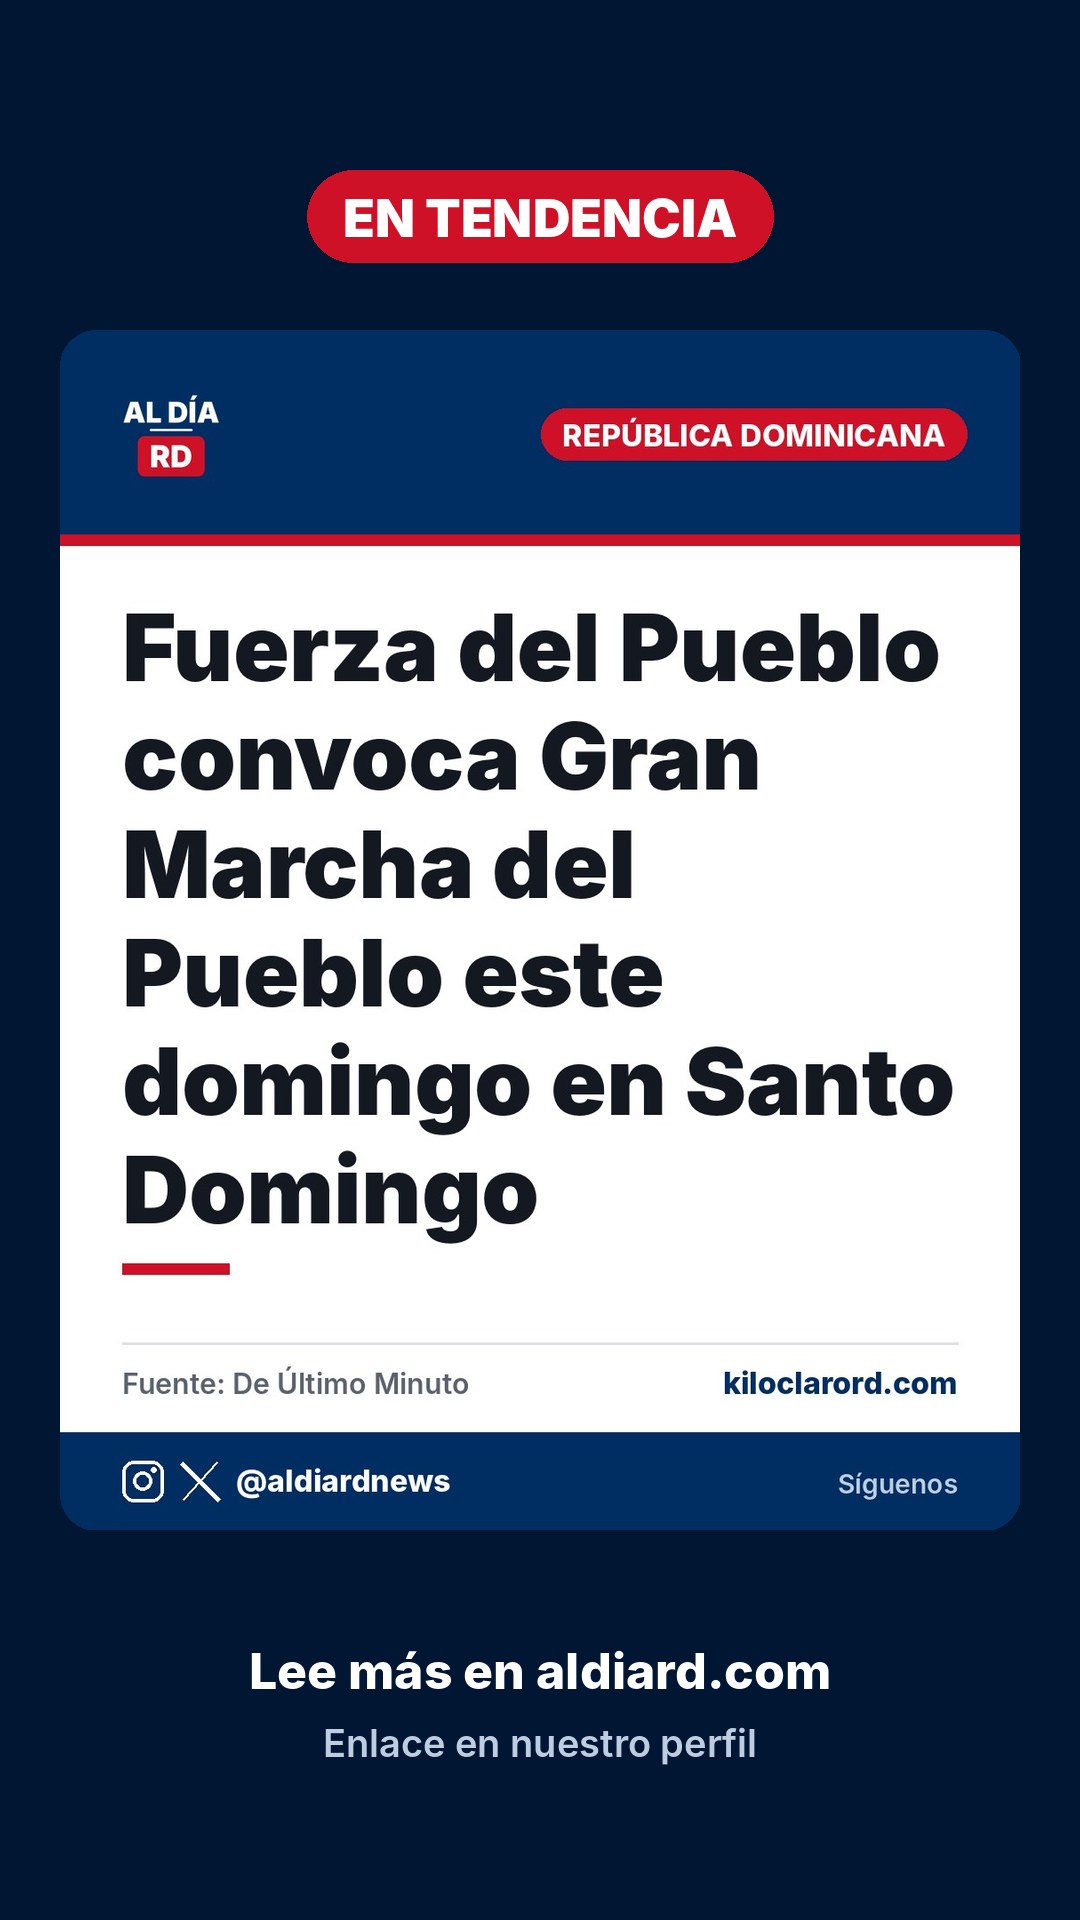 EN TENDENCIA
AL DÍA
RD
REPÚBLICA DOMINICANA
Fuerza del Pueblo
convoca Gran
Marcha del
Pueblo este
domingo en Santo
Domingo
Fuente: De Último Minuto
kiloclarord.com
@aldiardnews
Síguenos
Lee más en aldiard.com
Enlace en nuestro perfil